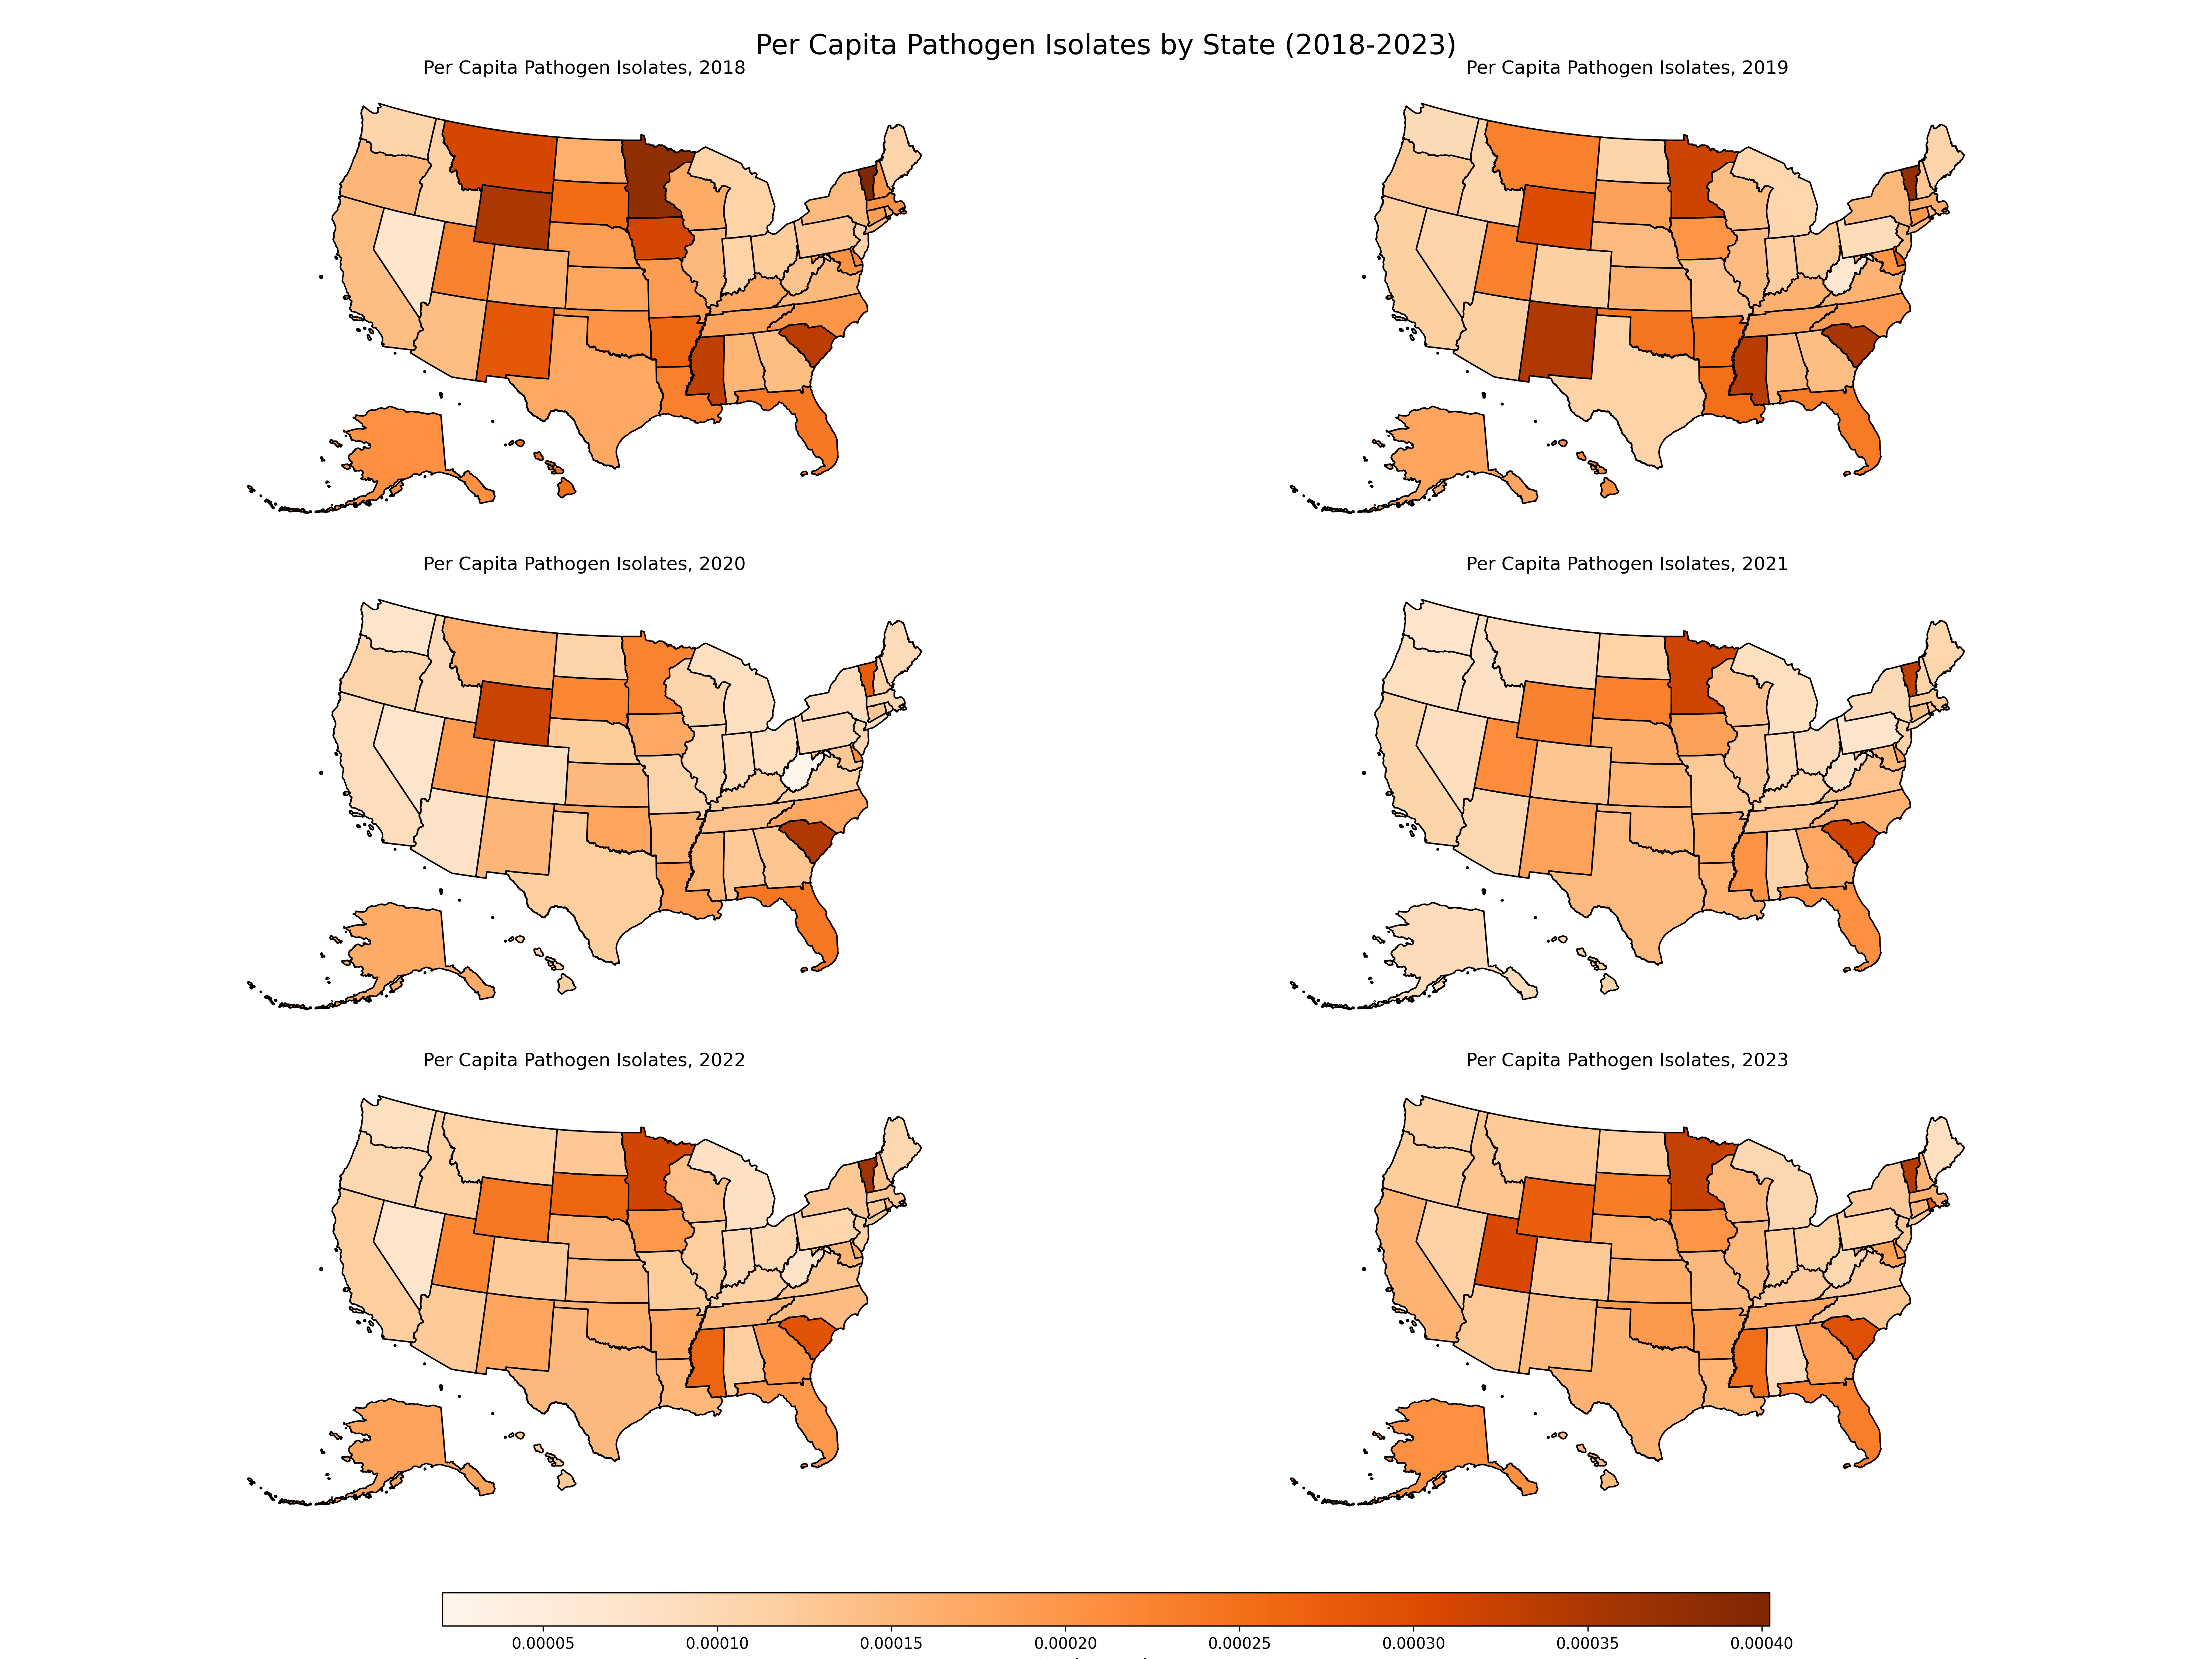 Per Capita Pathogen Isolates by State (2018-2023)
Per Capita Pathogen Isolates, 2018
Per Capita Pathogen Isolates, 2019
Per Capita Pathogen Isolates, 2020
Per Capita Pathogen Isolates, 2021
Per Capita Pathogen Isolates, 2022
Per Capita Pathogen Isolates, 2023
0.00005 0.00010 0.00015 0.00020 0.00025 0.00030 0.00035 0.00040